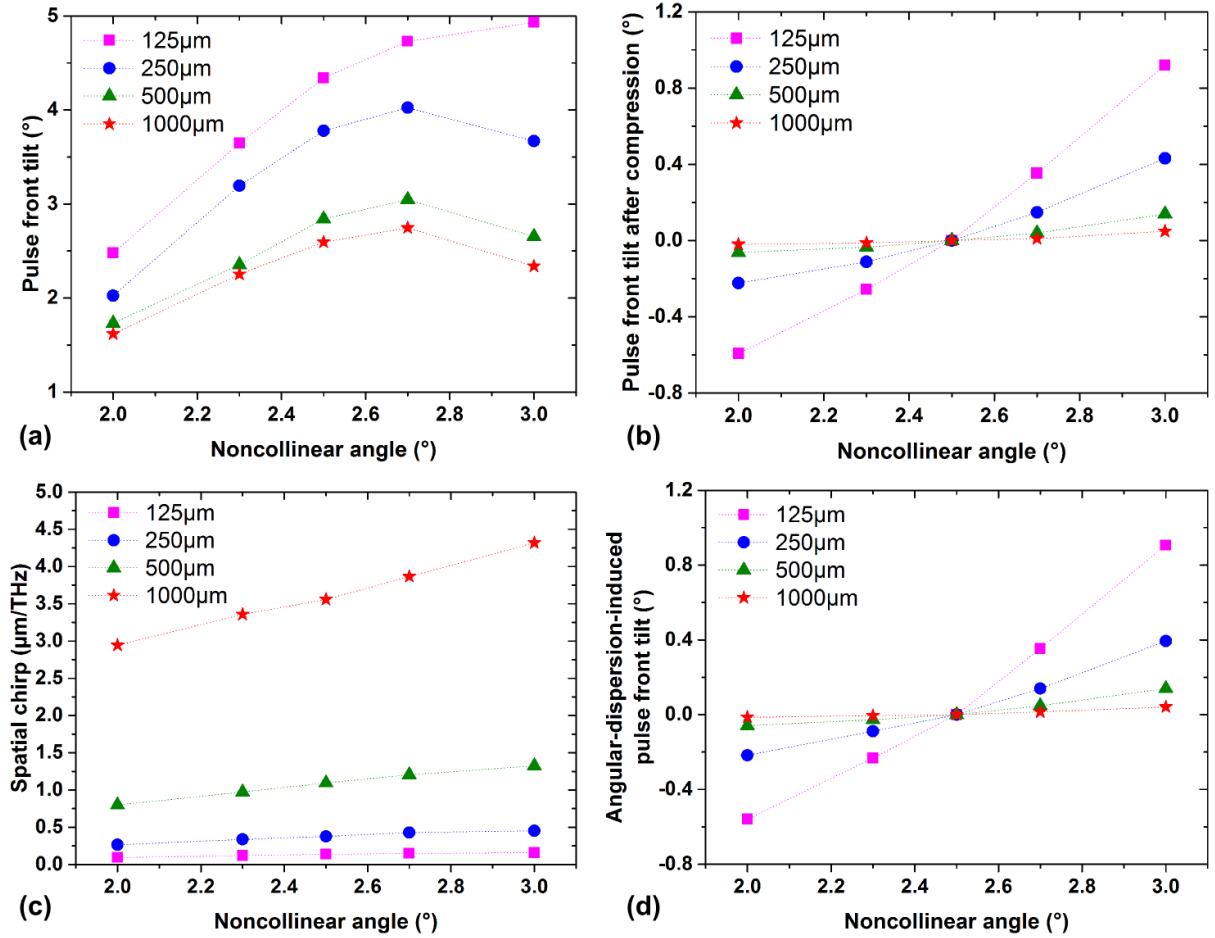 5
4
3
2
1
Pulse front tilt (°)
125μm
250μm
500μm
1000μm
2.0 2.2 2.4 2.6 2.8 3.0
(a)
Noncollinear angle (°)
1.2
0.8
0.4
0.0
-0.4
-0.8
Pulse front tilt after compression (°)
125μm
250μm
500μm
1000μm
2.0 2.2 2.4 2.6 2.8 3.0
(b)
Noncollinear angle (°)
5.0
4.5
4.0
3.5
3.0
2.5
2.0
1.5
1.0
0.5
0.0
Spatial chirp (μm/THz)
125μm
250μm
500μm
1000μm
2.0 2.2 2.4 2.6 2.8 3.0
(c)
Noncollinear angle (°)
1.2
0.8
0.4
0.0
-0.4
-0.8
Angular-dispersion-induced
pulse front tilt (°)
125μm
250μm
500μm
1000μm
2.0 2.2 2.4 2.6 2.8 3.0
(d)
Noncollinear angle (°)